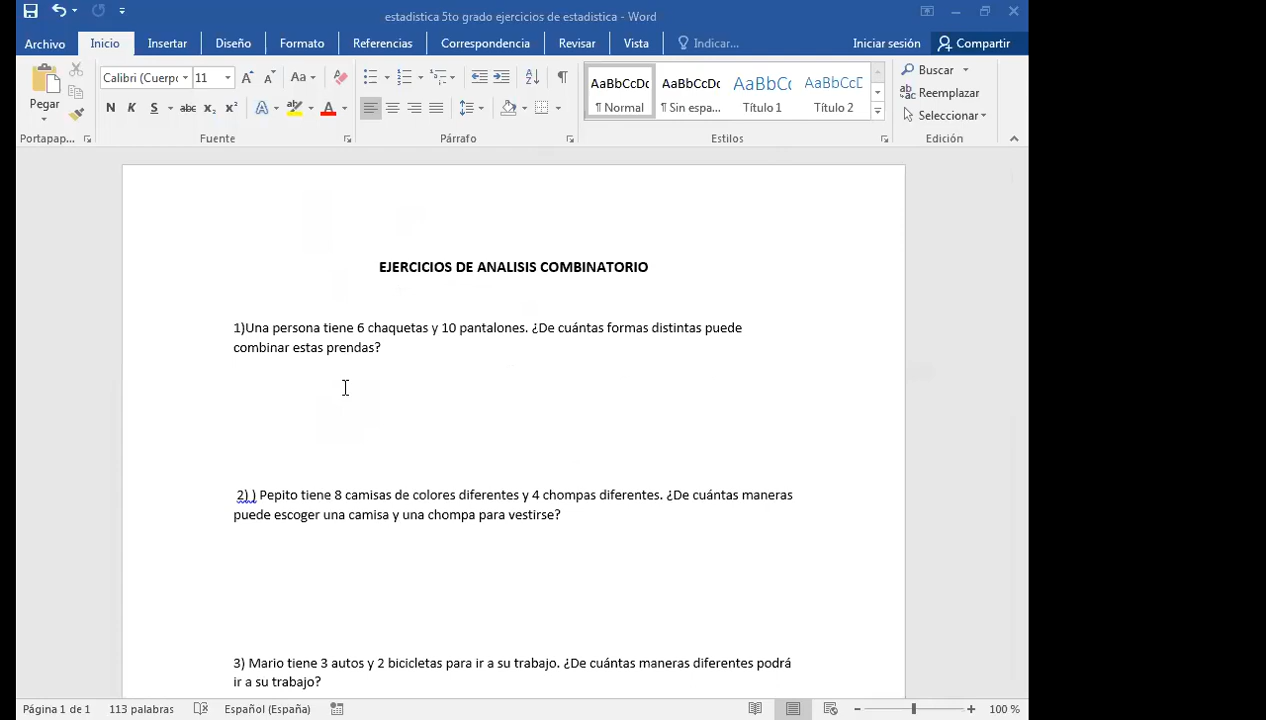 estadistica 5to grado ejercicios de estadistica - Word
Archivo Inicio Insertar Diseño Formato Referencias Correspondencia Revisar Vista Indicar... Iniciar sesión Compartir
Calibri (Cuerpo 11 Aa
AaBbCcDc AaBbCcDc AaBbCc AaBbCcD
Buscar
Reemplazar
Seleccionar
Pegar
N K S abc x₂ x² A A
¶ Normal ¶ Sin espa... Título 1 Título 2
Portapap... Fuente Párrafo Estilos Edición
EJERCICIOS DE ANALISIS COMBINATORIO
1)Una persona tiene 6 chaquetas y 10 pantalones. ¿De cuántas formas distintas puede
combinar estas prendas?
2) ) Pepito tiene 8 camisas de colores diferentes y 4 chompas diferentes. ¿De cuántas maneras
puede escoger una camisa y una chompa para vestirse?
3) Mario tiene 3 autos y 2 bicicletas para ir a su trabajo. ¿De cuántas maneras diferentes podrá
ir a su trabajo?
Página 1 de 1 113 palabras Español (España) 100 %